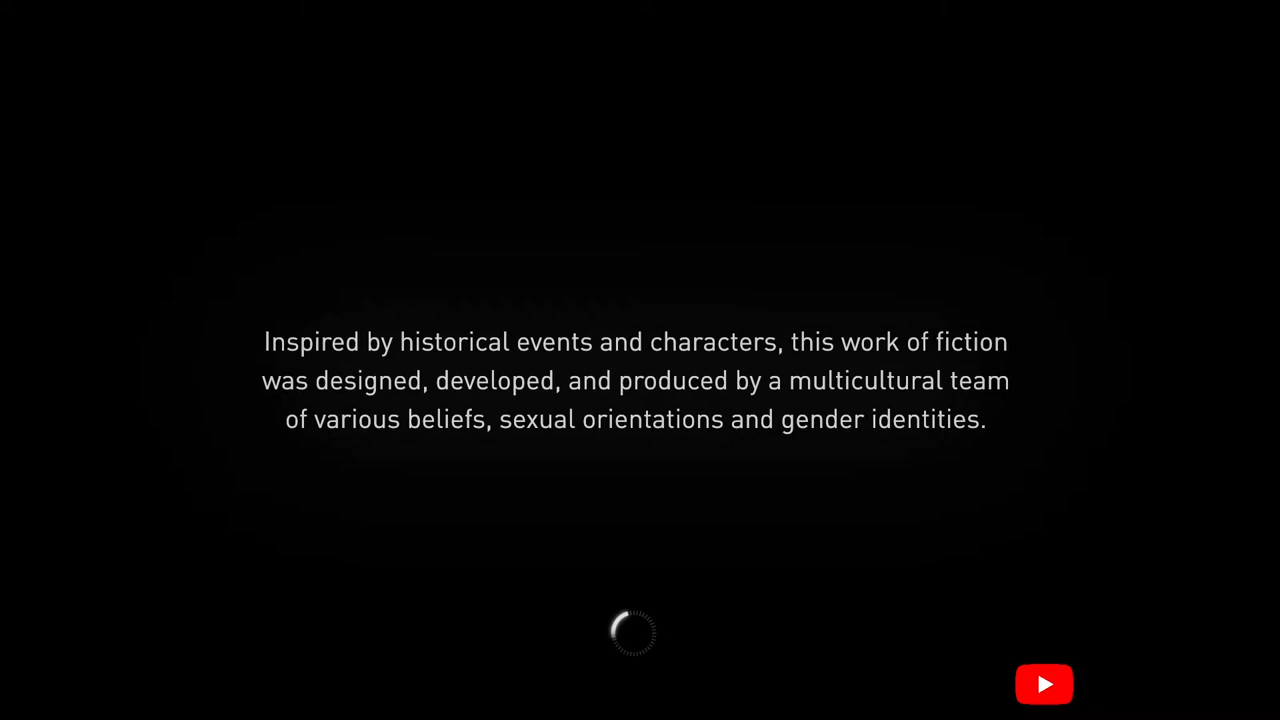 Inspired by historical events and characters, this work of fiction
was designed, developed, and produced by a multicultural team
of various beliefs, sexual orientations and gender identities.